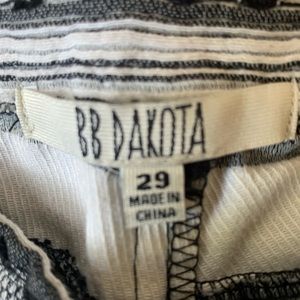 BB DAKOTA
29
MADE IN
CHINA